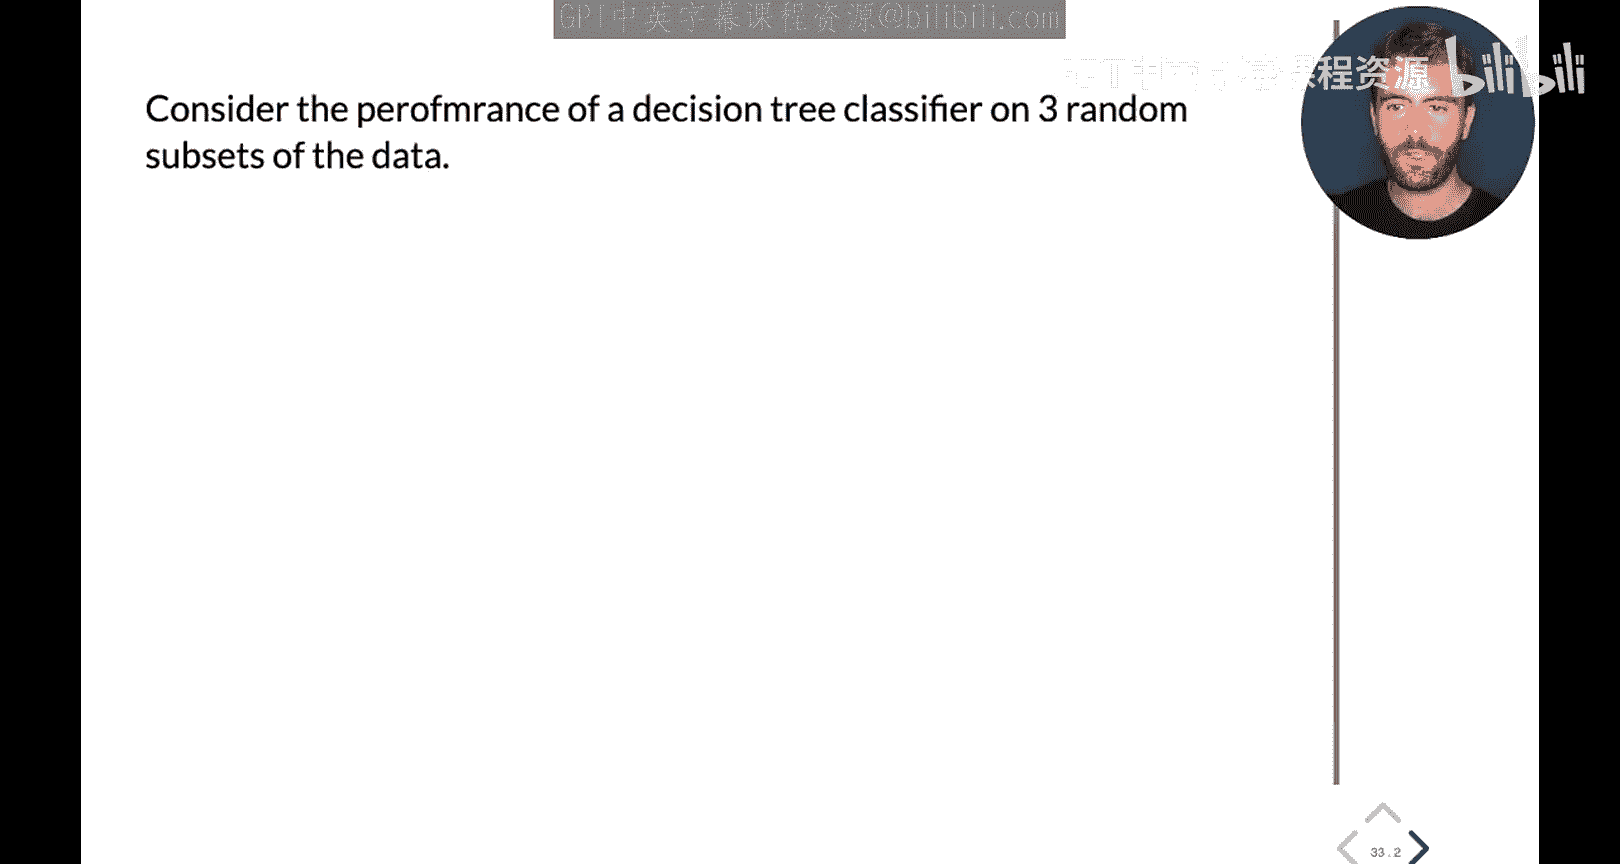 GPT中英字幕课程资源@bilibili.com
程资源 bilibili
Consider the perofmrance of a decision tree classifier on 3 random
subsets of the data.
33.2